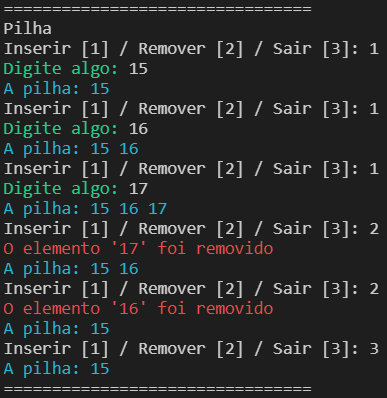 ================================
Pilha
Inserir [1] / Remover [2] / Sair [3]: 1
Digite algo: 15
A pilha: 15
Inserir [1] / Remover [2] / Sair [3]: 1
Digite algo: 16
A pilha: 15 16
Inserir [1] / Remover [2] / Sair [3]: 1
Digite algo: 17
A pilha: 15 16 17
Inserir [1] / Remover [2] / Sair [3]: 2
O elemento '17' foi removido
A pilha: 15 16
Inserir [1] / Remover [2] / Sair [3]: 2
O elemento '16' foi removido
A pilha: 15
Inserir [1] / Remover [2] / Sair [3]: 3
A pilha: 15
================================